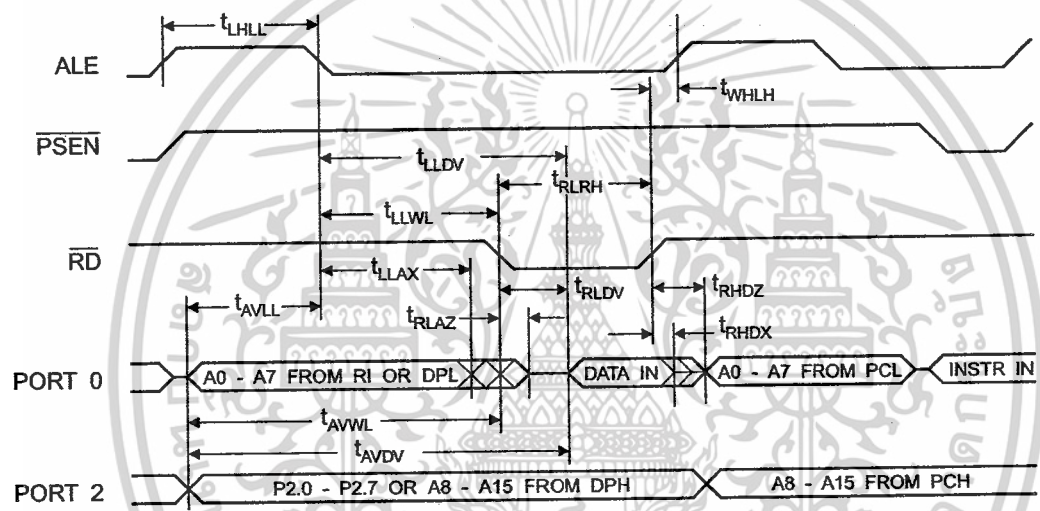 tLHLL
ALE
tWHLH
PSEN
tLLDV
tRLRH
tLLWL
RD
tLLAX
tRLDV
tRHDZ
tAVLL
tRLAZ
tRHDX
PORT 0
A0 - A7 FROM RI OR DPL
DATA IN
A0 - A7 FROM PCL
INSTR IN
tAVWL
tAVDV
PORT 2
P2.0 - P2.7 OR A8 - A15 FROM DPH
A8 - A15 FROM PCH